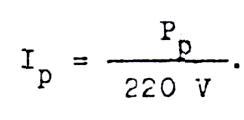 I_p = P_p / 220 V.